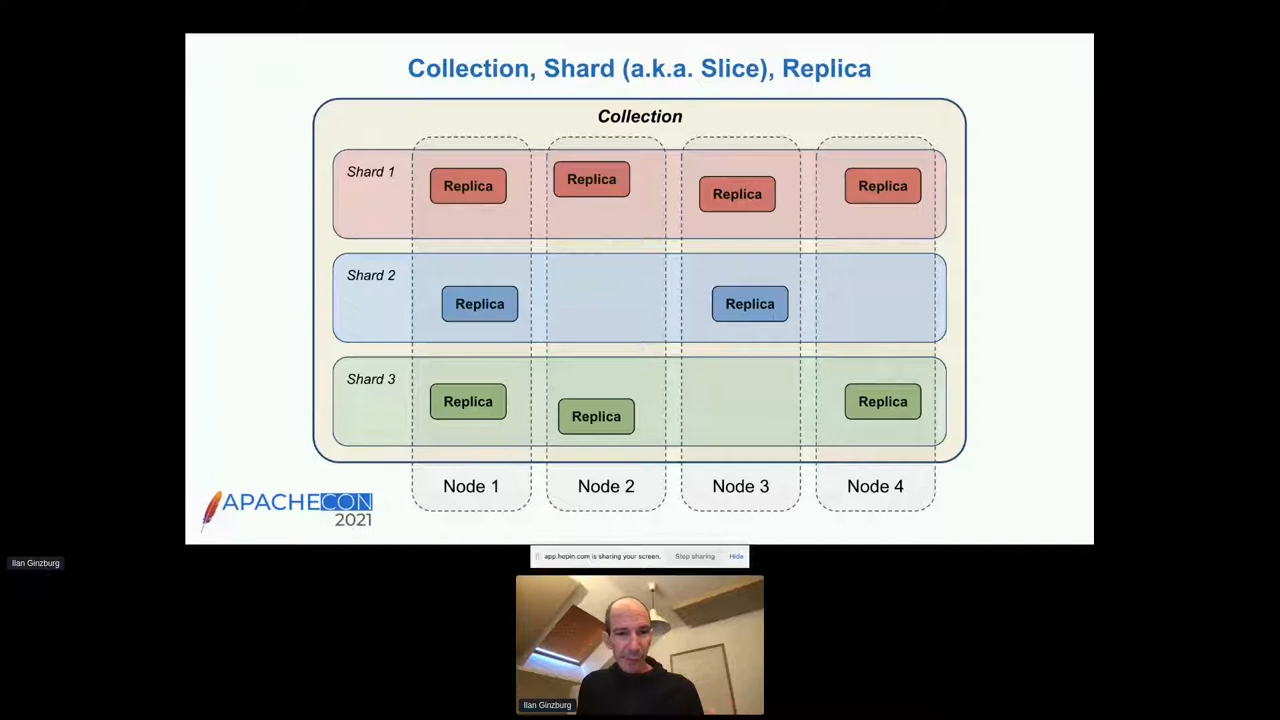 Collection, Shard (a.k.a. Slice), Replica
Collection
Shard 1
Replica
Replica
Replica
Replica
Shard 2
Replica
Replica
Shard 3
Replica
Replica
Replica
Node 1
Node 2
Node 3
Node 4
APACHECON
2021
app.hopin.com is sharing your screen.
Stop sharing
Hide
Ilan Ginzburg
Ilan Ginzburg